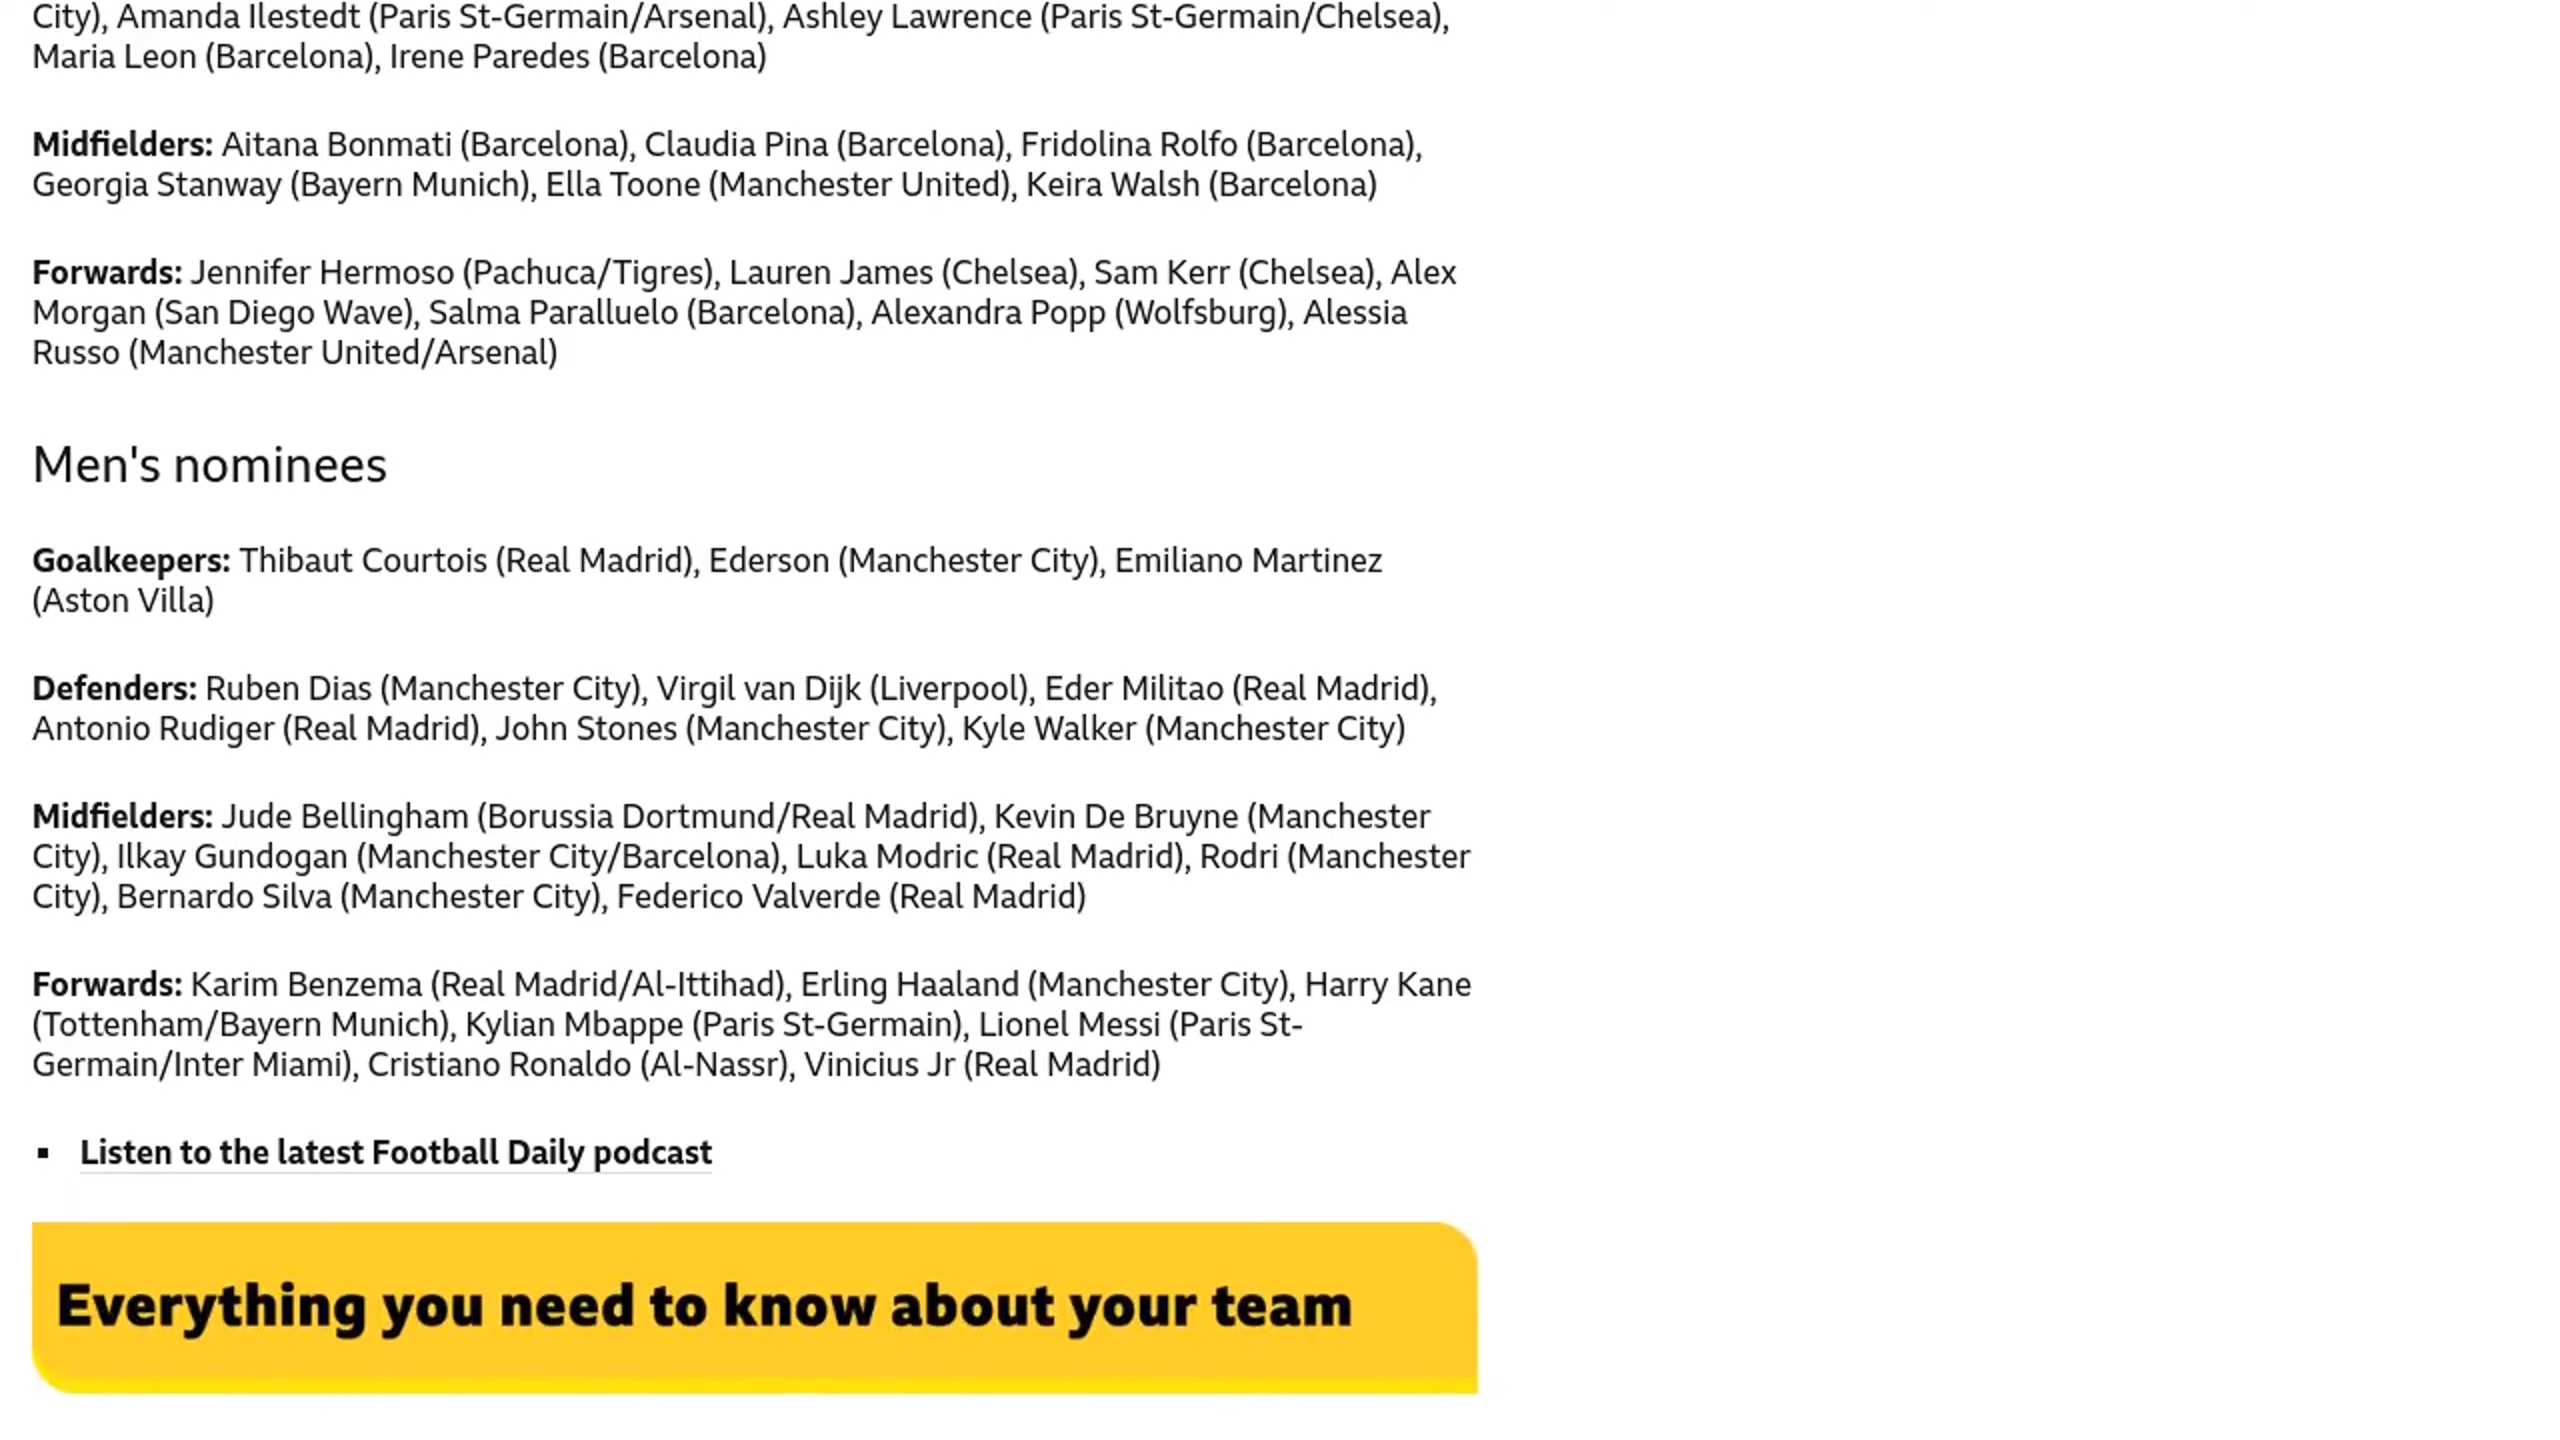 City), Amanda Ilestedt (Paris St-Germain/Arsenal), Ashley Lawrence (Paris St-Germain/Chelsea),
Maria Leon (Barcelona), Irene Paredes (Barcelona)
Midfielders: Aitana Bonmati (Barcelona), Claudia Pina (Barcelona), Fridolina Rolfo (Barcelona),
Georgia Stanway (Bayern Munich), Ella Toone (Manchester United), Keira Walsh (Barcelona)
Forwards: Jennifer Hermoso (Pachuca/Tigres), Lauren James (Chelsea), Sam Kerr (Chelsea), Alex
Morgan (San Diego Wave), Salma Paralluelo (Barcelona), Alexandra Popp (Wolfsburg), Alessia
Russo (Manchester United/Arsenal)
Men's nominees
Goalkeepers: Thibaut Courtois (Real Madrid), Ederson (Manchester City), Emiliano Martinez
(Aston Villa)
Defenders: Ruben Dias (Manchester City), Virgil van Dijk (Liverpool), Eder Militao (Real Madrid),
Antonio Rudiger (Real Madrid), John Stones (Manchester City), Kyle Walker (Manchester City)
Midfielders: Jude Bellingham (Borussia Dortmund/Real Madrid), Kevin De Bruyne (Manchester
City), Ilkay Gundogan (Manchester City/Barcelona), Luka Modric (Real Madrid), Rodri (Manchester
City), Bernardo Silva (Manchester City), Federico Valverde (Real Madrid)
Forwards: Karim Benzema (Real Madrid/Al-Ittihad), Erling Haaland (Manchester City), Harry Kane
(Tottenham/Bayern Munich), Kylian Mbappe (Paris St-Germain), Lionel Messi (Paris St-
Germain/Inter Miami), Cristiano Ronaldo (Al-Nassr), Vinicius Jr (Real Madrid)
▪ Listen to the latest Football Daily podcast
Everything you need to know about your team